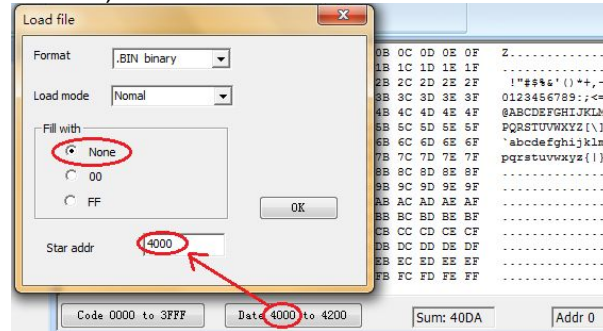 Load file
Format
.BIN binary
Load mode
Nomal
Fill with
None
00
FF
OK
Star addr
4000
0B 0C 0D 0E 0F Z.............
1B 1C 1D 1E 1F ..............
2B 2C 2D 2E 2F !"#$%&'()*+,-
3B 3C 3D 3E 3F 0123456789:;<=
4B 4C 4D 4E 4F @ABCDEFGHIJKLM
5B 5C 5D 5E 5F PQRSTUVWXYZ[\]
6B 6C 6D 6E 6F `abcdefghijklm
7B 7C 7D 7E 7F pqrstuvwxyz{|}
8B 8C 8D 8E 8F ..............
9B 9C 9D 9E 9F ..............
AB AC AD AE AF ..............
BB BC BD BE BF ..............
CB CC CD CE CF ..............
DB DC DD DE DF ..............
EB EC ED EE EF ..............
FB FC FD FE FF ..............
Code 0000 to 3FFF
Date 4000 to 4200
Sum: 40DA
Addr 0